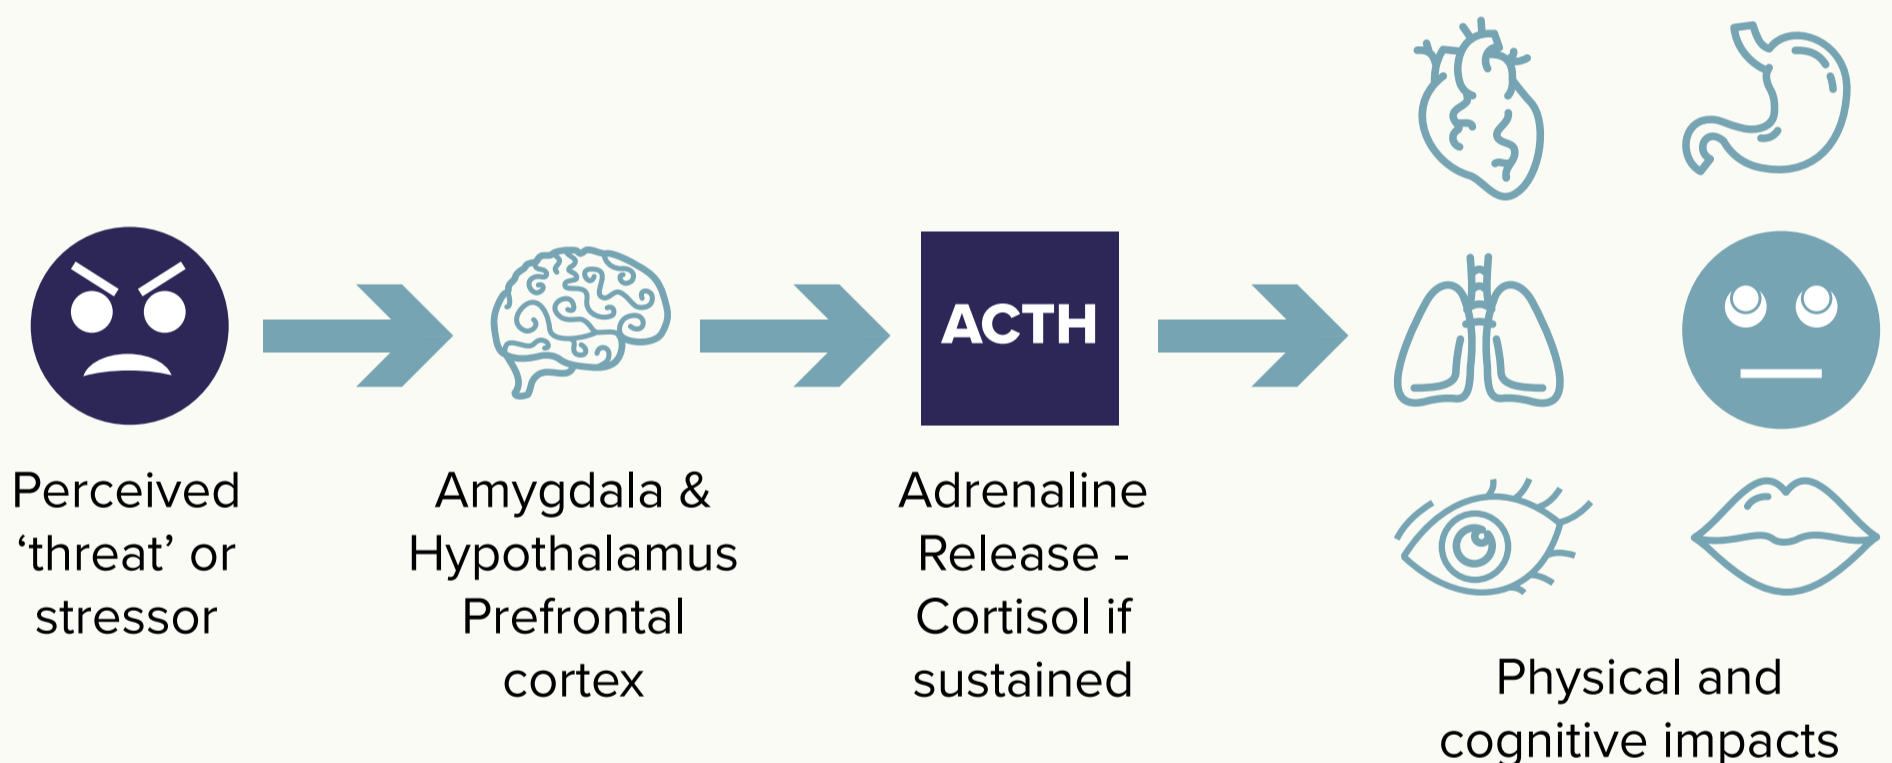 ACTH
Perceived
‘threat’ or
stressor
Amygdala &
Hypothalamus
Prefrontal
cortex
Adrenaline
Release -
Cortisol if
sustained
Physical and
cognitive impacts